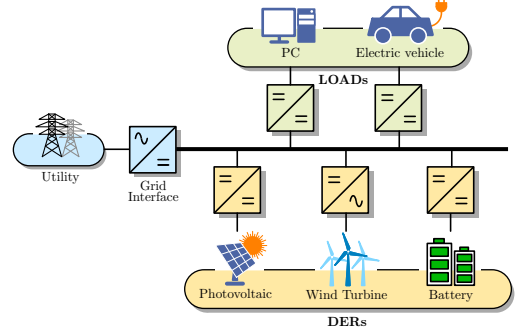 PC
Electric vehicle
LOADs
Utility
Grid
Interface
Photovoltaic
Wind Turbine
Battery
DERs